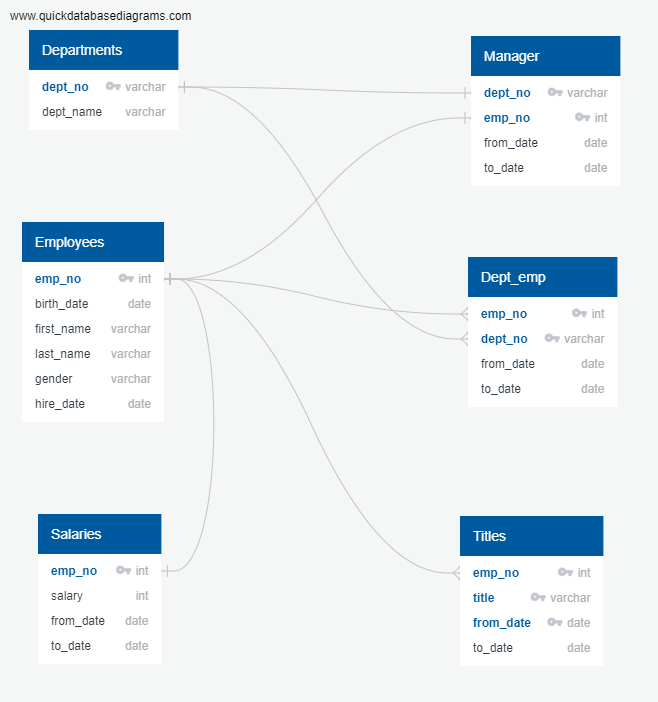 www.quickdatabasediagrams.com
Departments
dept_no varchar
dept_name varchar
Manager
dept_no varchar
emp_no int
from_date date
to_date date
Employees
emp_no int
birth_date date
first_name varchar
last_name varchar
gender varchar
hire_date date
Dept_emp
emp_no int
dept_no varchar
from_date date
to_date date
Salaries
emp_no int
salary int
from_date date
to_date date
Titles
emp_no int
title varchar
from_date date
to_date date